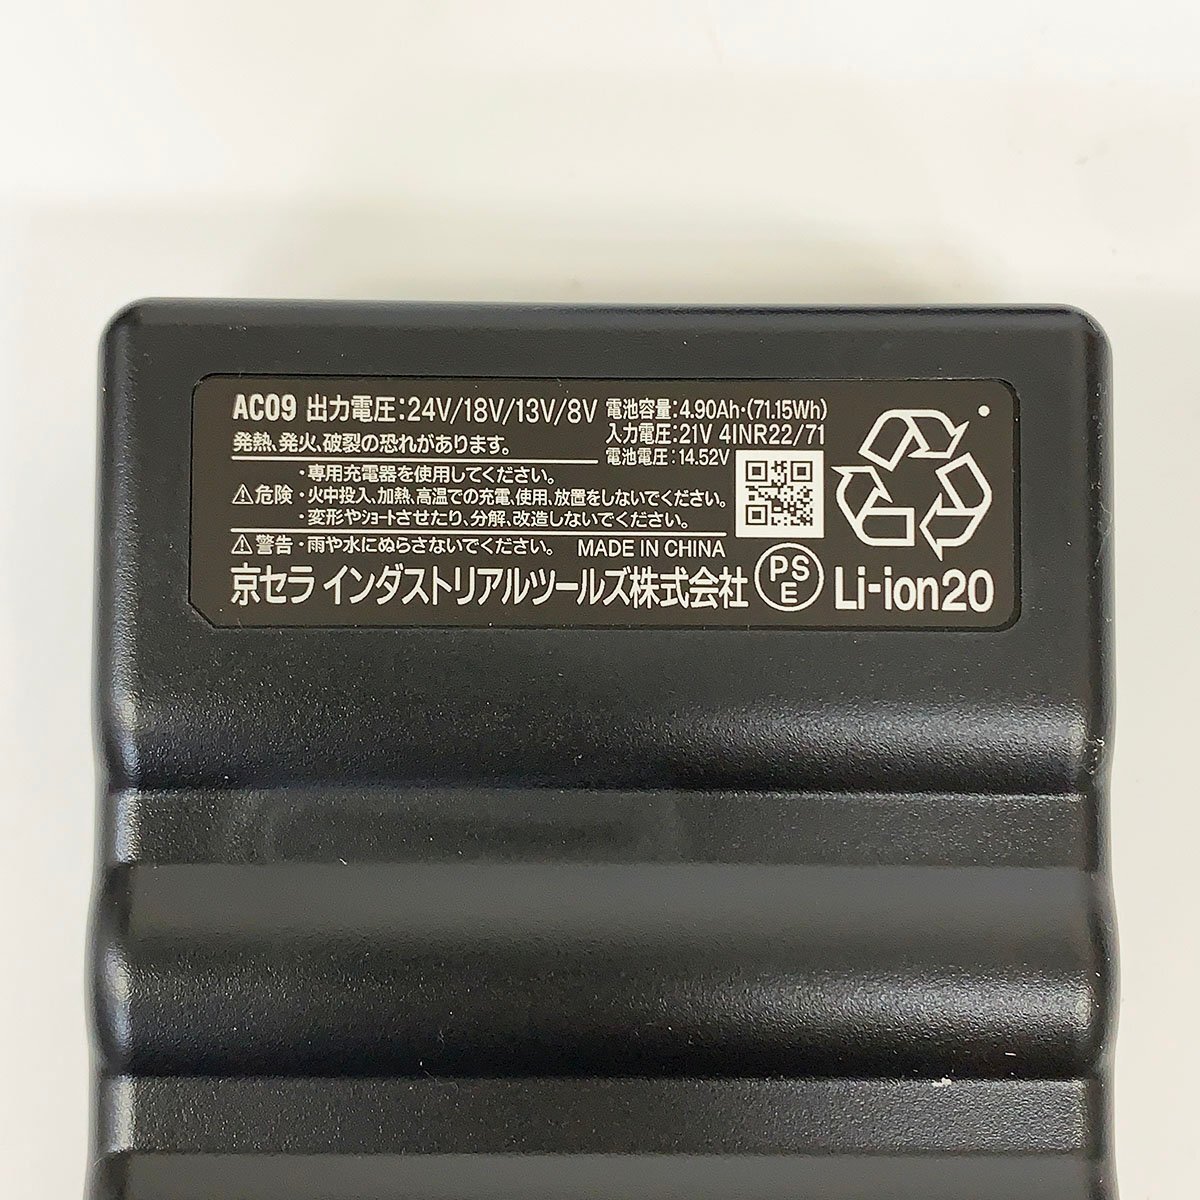 AC09 出力電圧:24V/18V/13V/8V
電池容量:4.90Ah・(71.15Wh)
入力電圧:21V 4INR22/71
電池電圧:14.52V
発熱、発火、破裂の恐れがあります。
⚠危険
・専用充電器を使用してください。
・火中投入、加熱、高温での充電、使用、放置をしないでください。
・変形やショートさせたり、分解、改造しないでください。
⚠警告・雨や水にぬらさないでください。 MADE IN CHINA
京セラ インダストリアルツールズ株式会社
PSE
Li-ion20